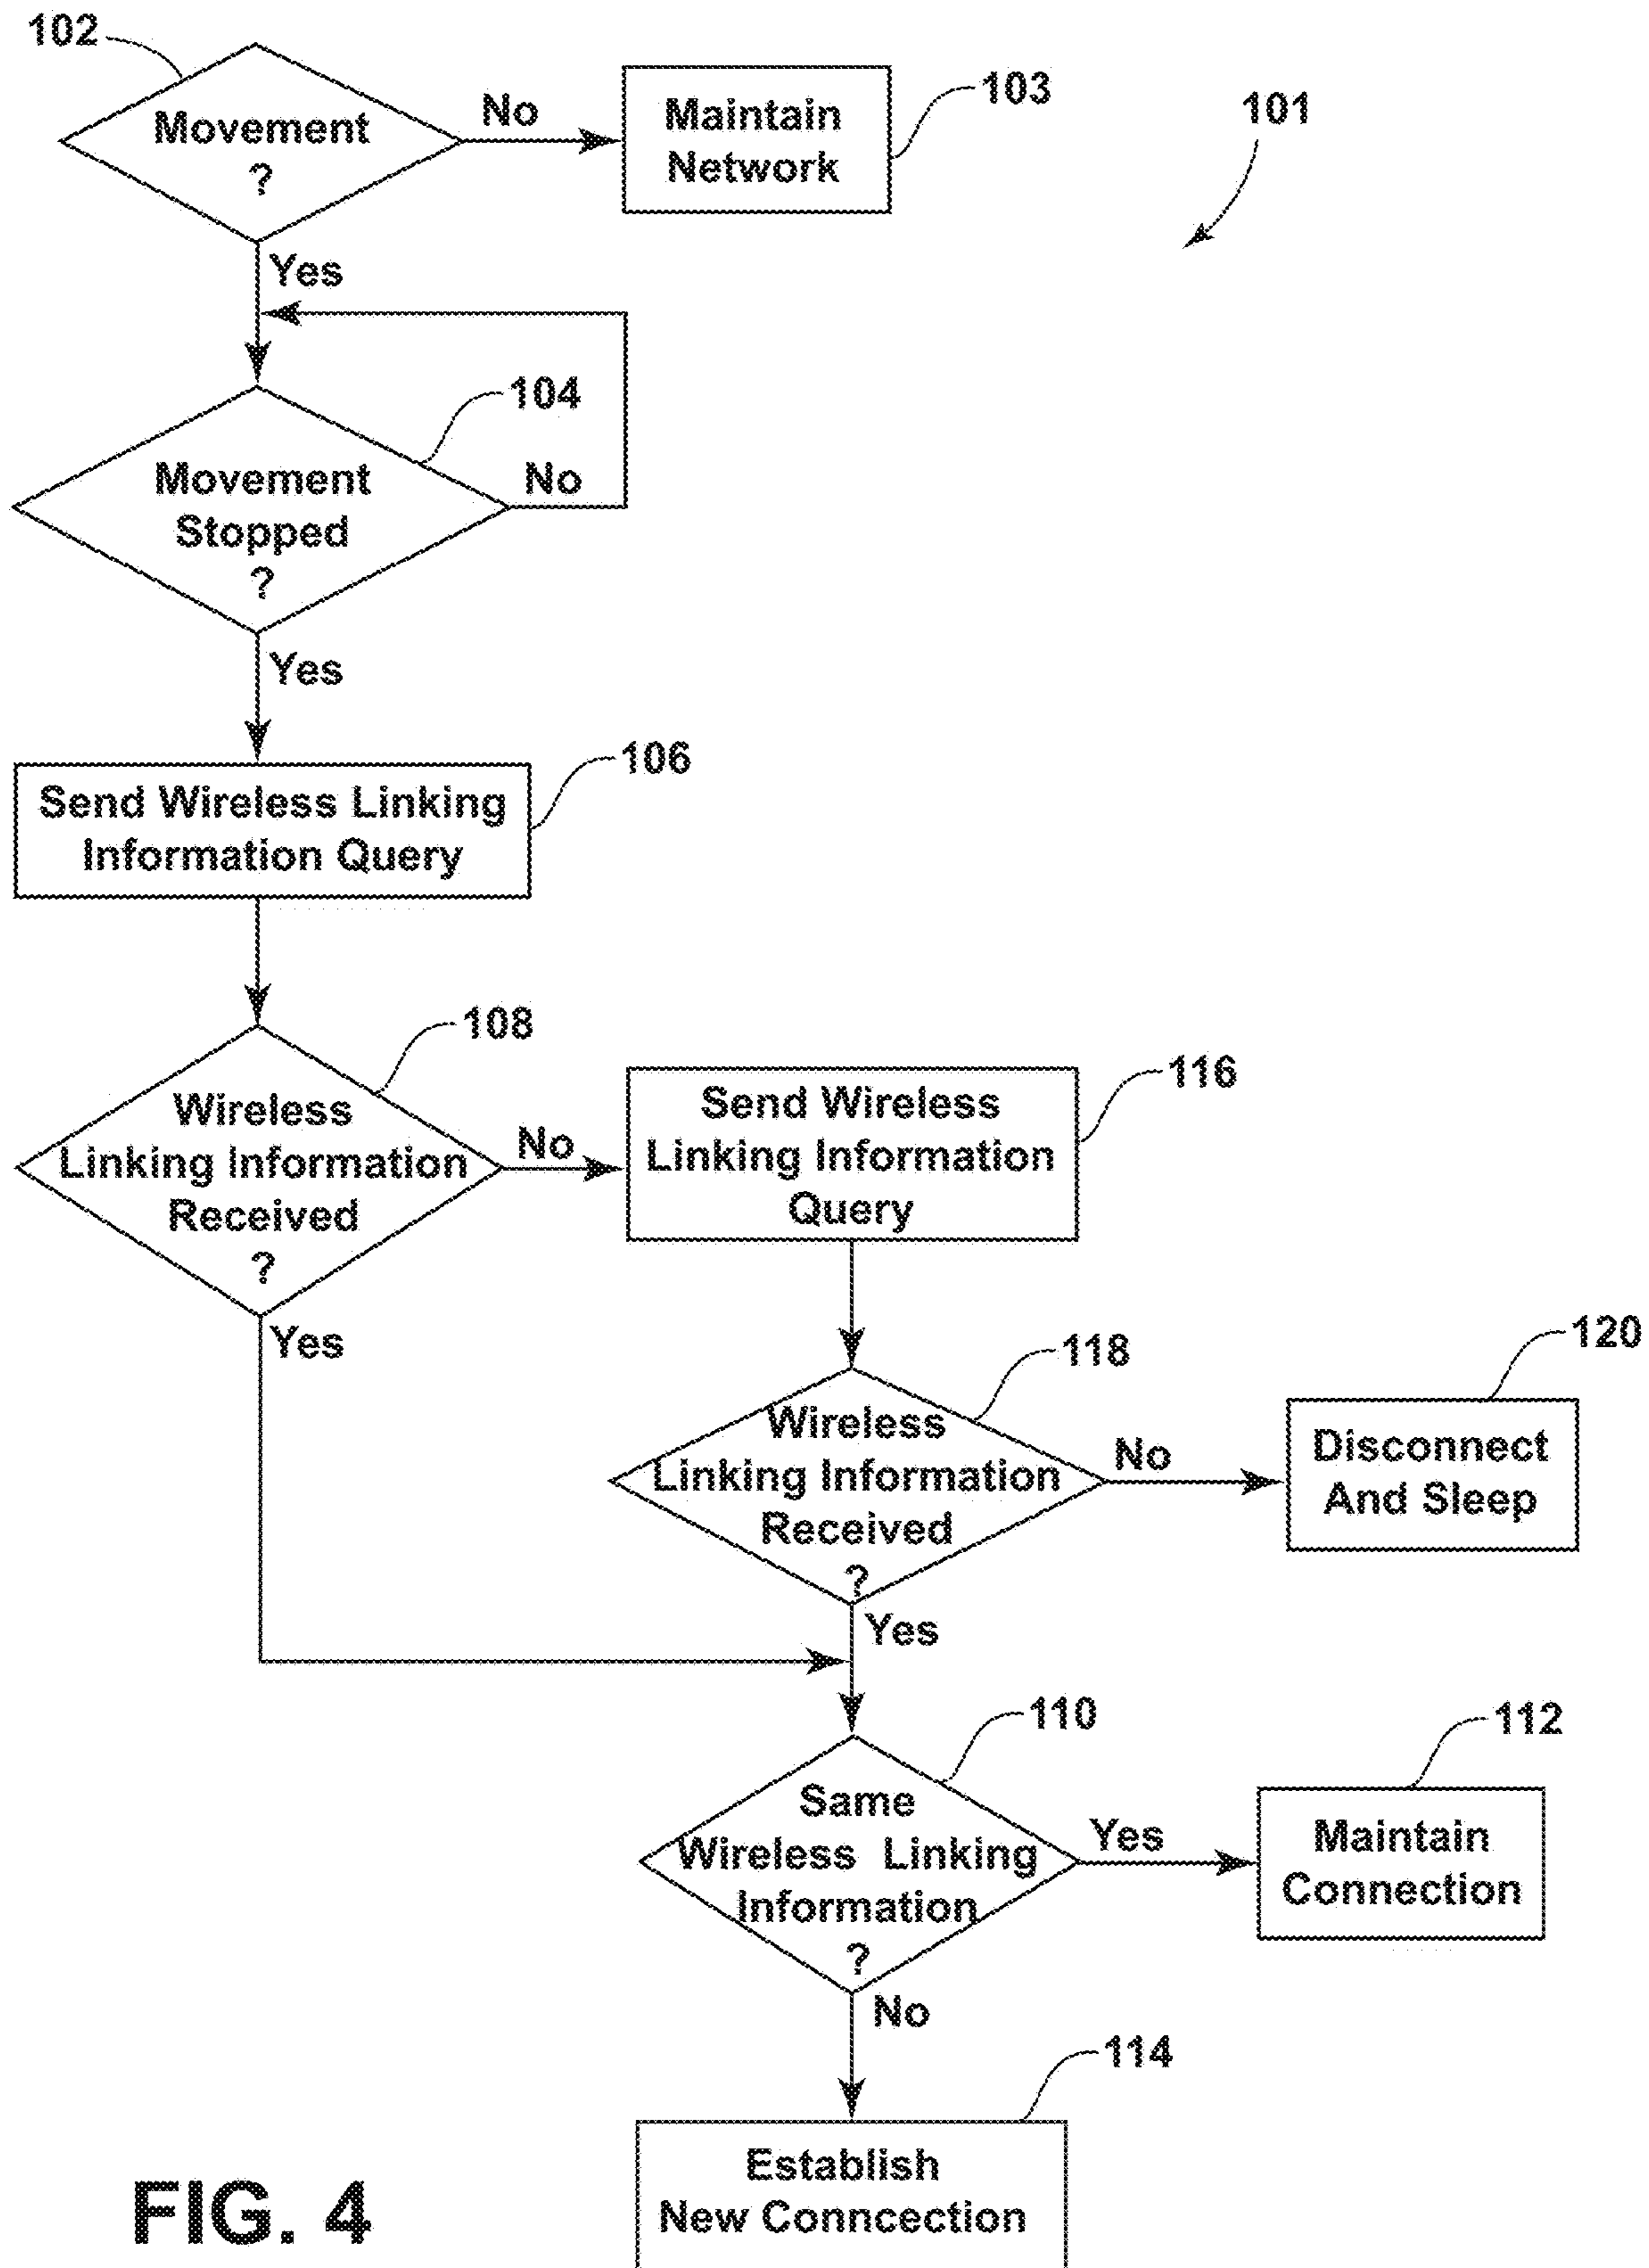 102
Movement
?
No
Maintain
Network
103
101
Yes
104
Movement
Stopped
?
No
Yes
106
Send Wireless Linking
Information Query
108
Wireless
Linking Information
Received
?
No
Send Wireless
Linking Information
Query
116
Yes
118
Wireless
Linking Information
Received
?
No
120
Disconnect
And Sleep
Yes
110
Same
Wireless Linking
Information
?
Yes
112
Maintain
Connection
No
114
Establish
New Conncection
FIG. 4